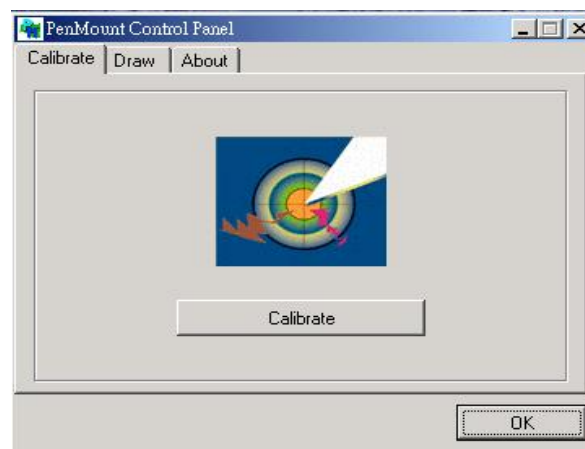 PenMount Control Panel
Calibrate Draw About
Calibrate
OK